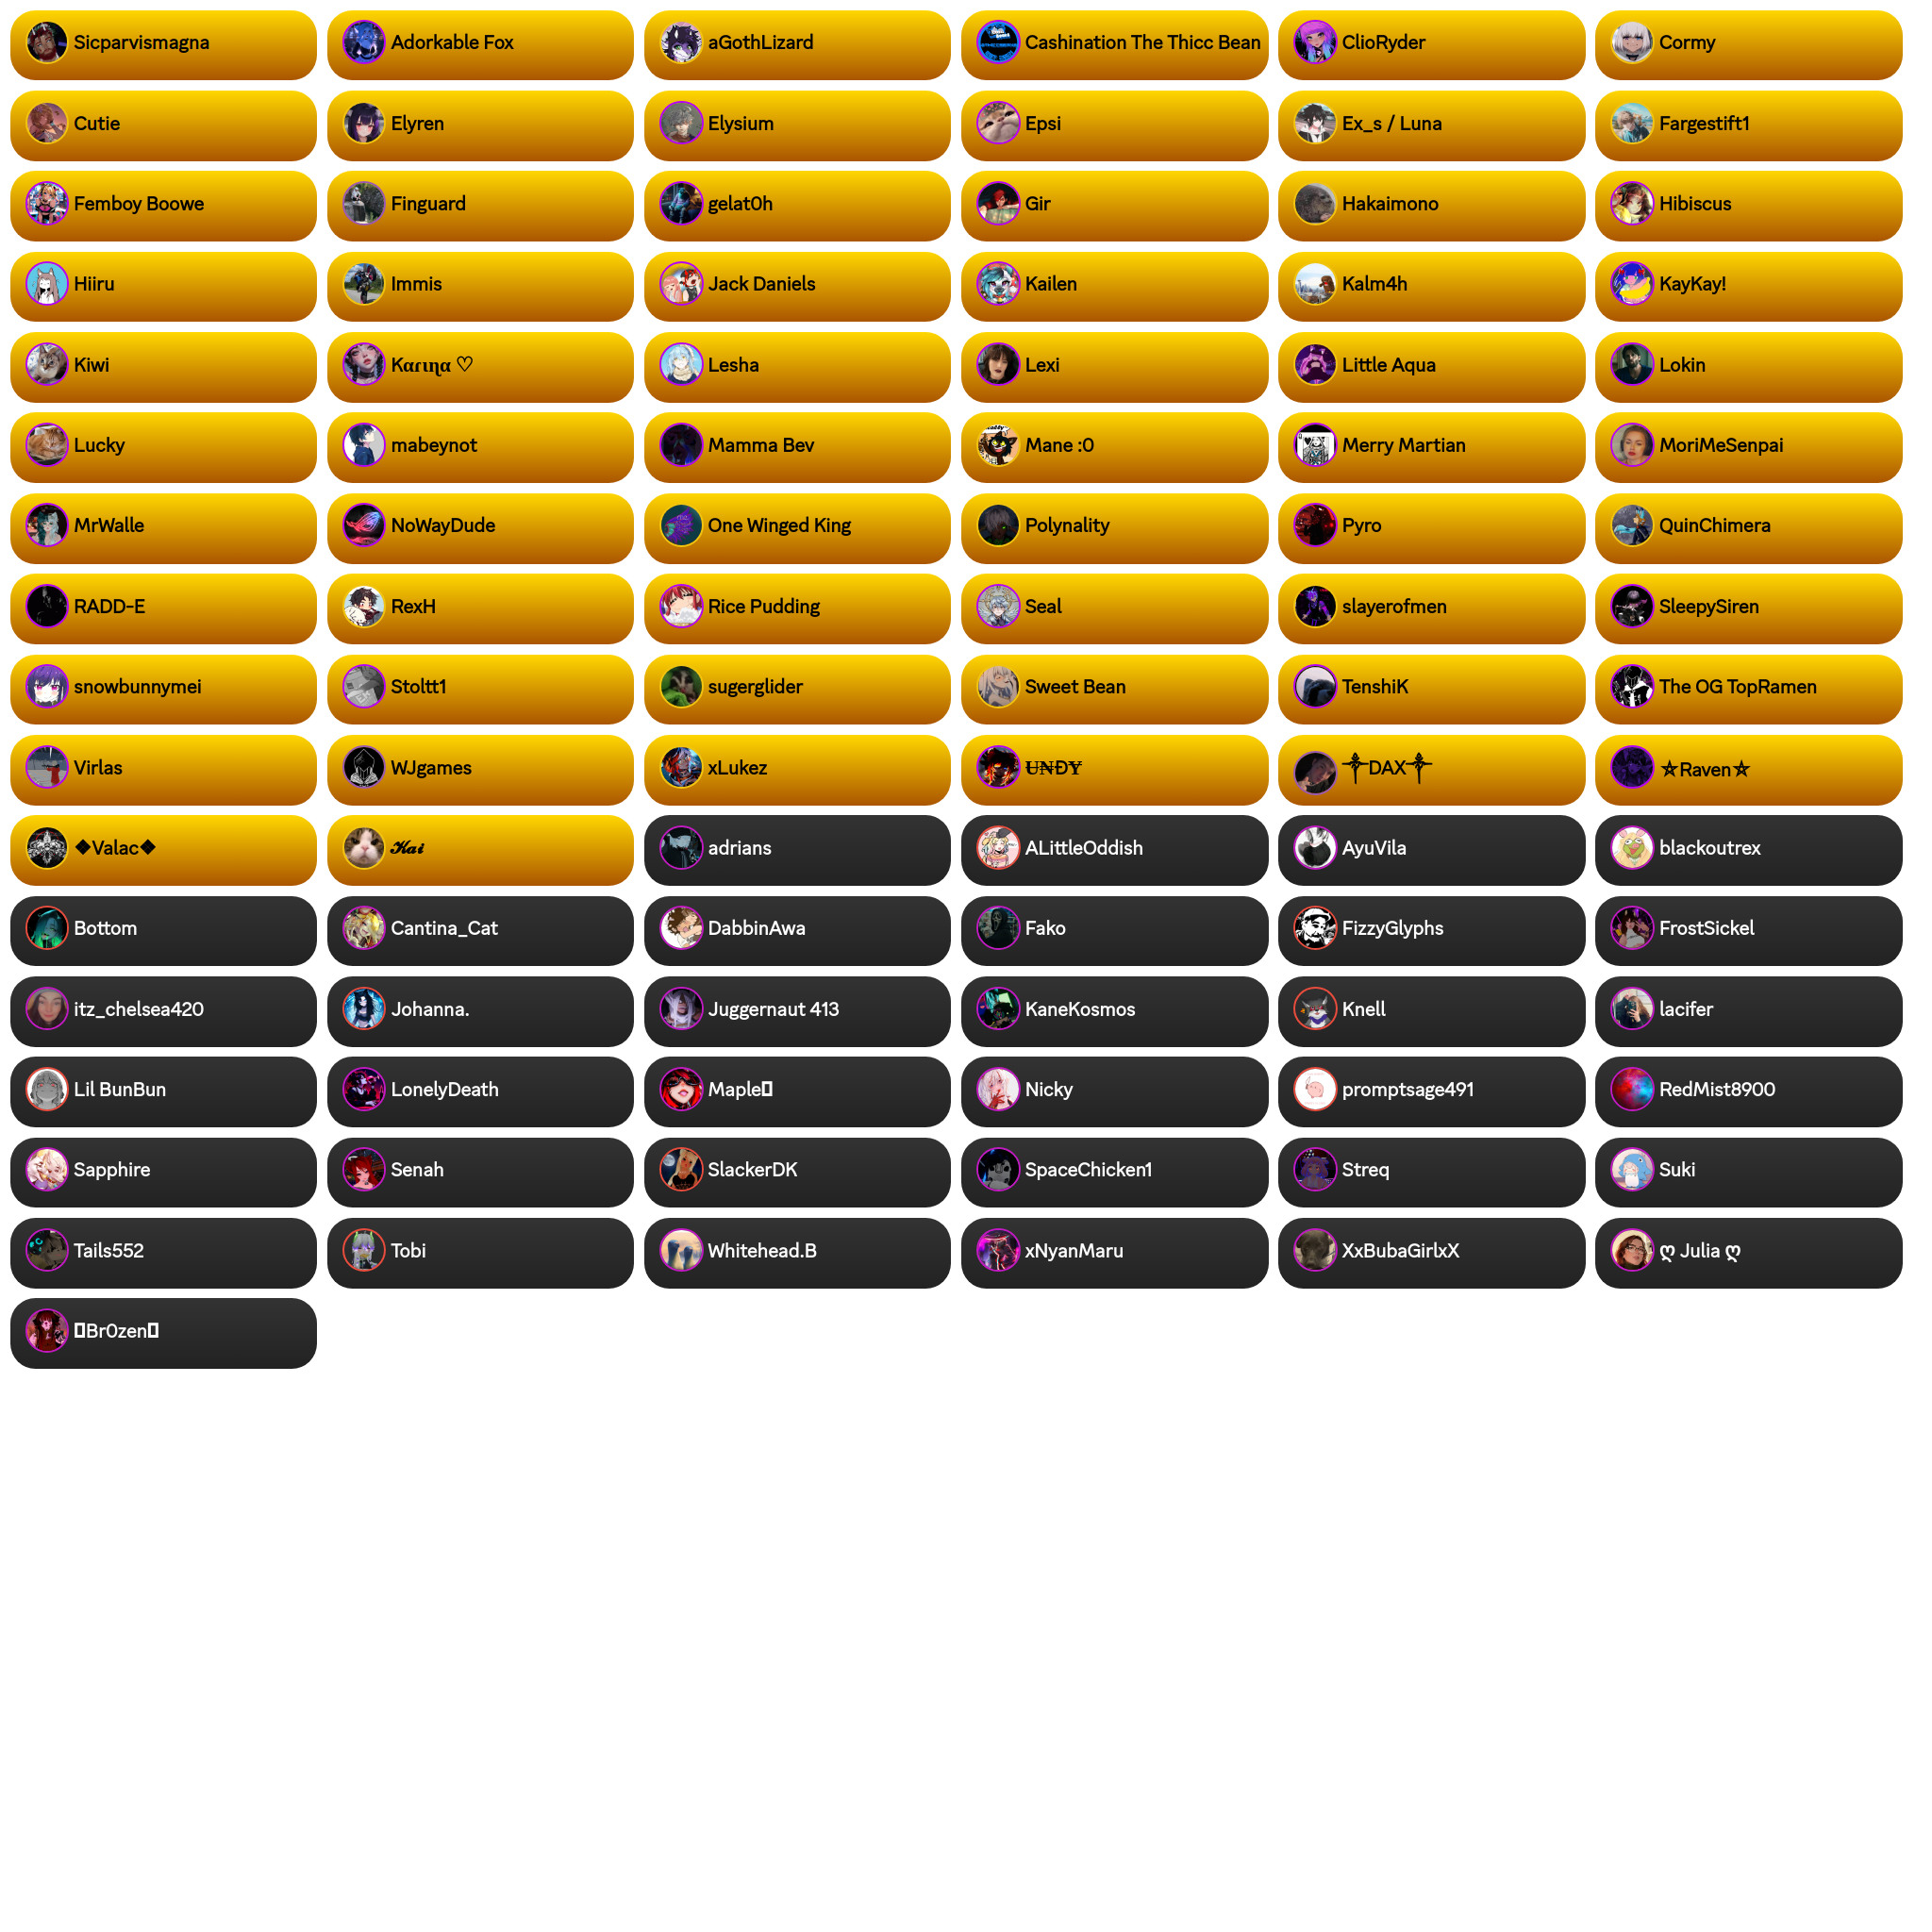 Sicparvismagna
Adorkable Fox
aGothLizard
Cashination The Thicc Bean
ClioRyder
Cormy
Cutie
Elyren
Elysium
Epsi
Ex_s / Luna
Fargestift1
Femboy Boowe
Finguard
gelat0h
Gir
Hakaimono
Hibiscus
Hiiru
Immis
Jack Daniels
Kailen
Kalm4h
KayKay!
Kiwi
Kαɾιɳα ♡
Lesha
Lexi
Little Aqua
Lokin
Lucky
mabeynot
Mamma Bev
Mane :0
Merry Martian
MoriMeSenpai
MrWalle
NoWayDude
One Winged King
Polynality
Pyro
QuinChimera
RADD-E
RexH
Rice Pudding
Seal
slayerofmen
SleepySiren
snowbunnymei
Stoltt1
sugerglider
Sweet Bean
TenshiK
The OG TopRamen
Virlas
WJgames
xLukez
U̶N̶ĐY̶
⚜DAX⚜
⛤Raven⛤
◆Valac◆
𝓚𝓪𝓲
adrians
ALittleOddish
AyuVila
blackoutrex
Bottom
Cantina_Cat
DabbinAwa
Fako
FizzyGlyphs
FrostSickel
itz_chelsea420
Johanna.
Juggernaut 413
KaneKosmos
Knell
lacifer
Lil BunBun
LonelyDeath
Maple
Nicky
promptsage491
RedMist8900
Sapphire
Senah
SlackerDK
SpaceChicken1
Streq
Suki
Tails552
Tobi
Whitehead.B
xNyanMaru
XxBubaGirlxX
ღ Julia ღ
Br0zen